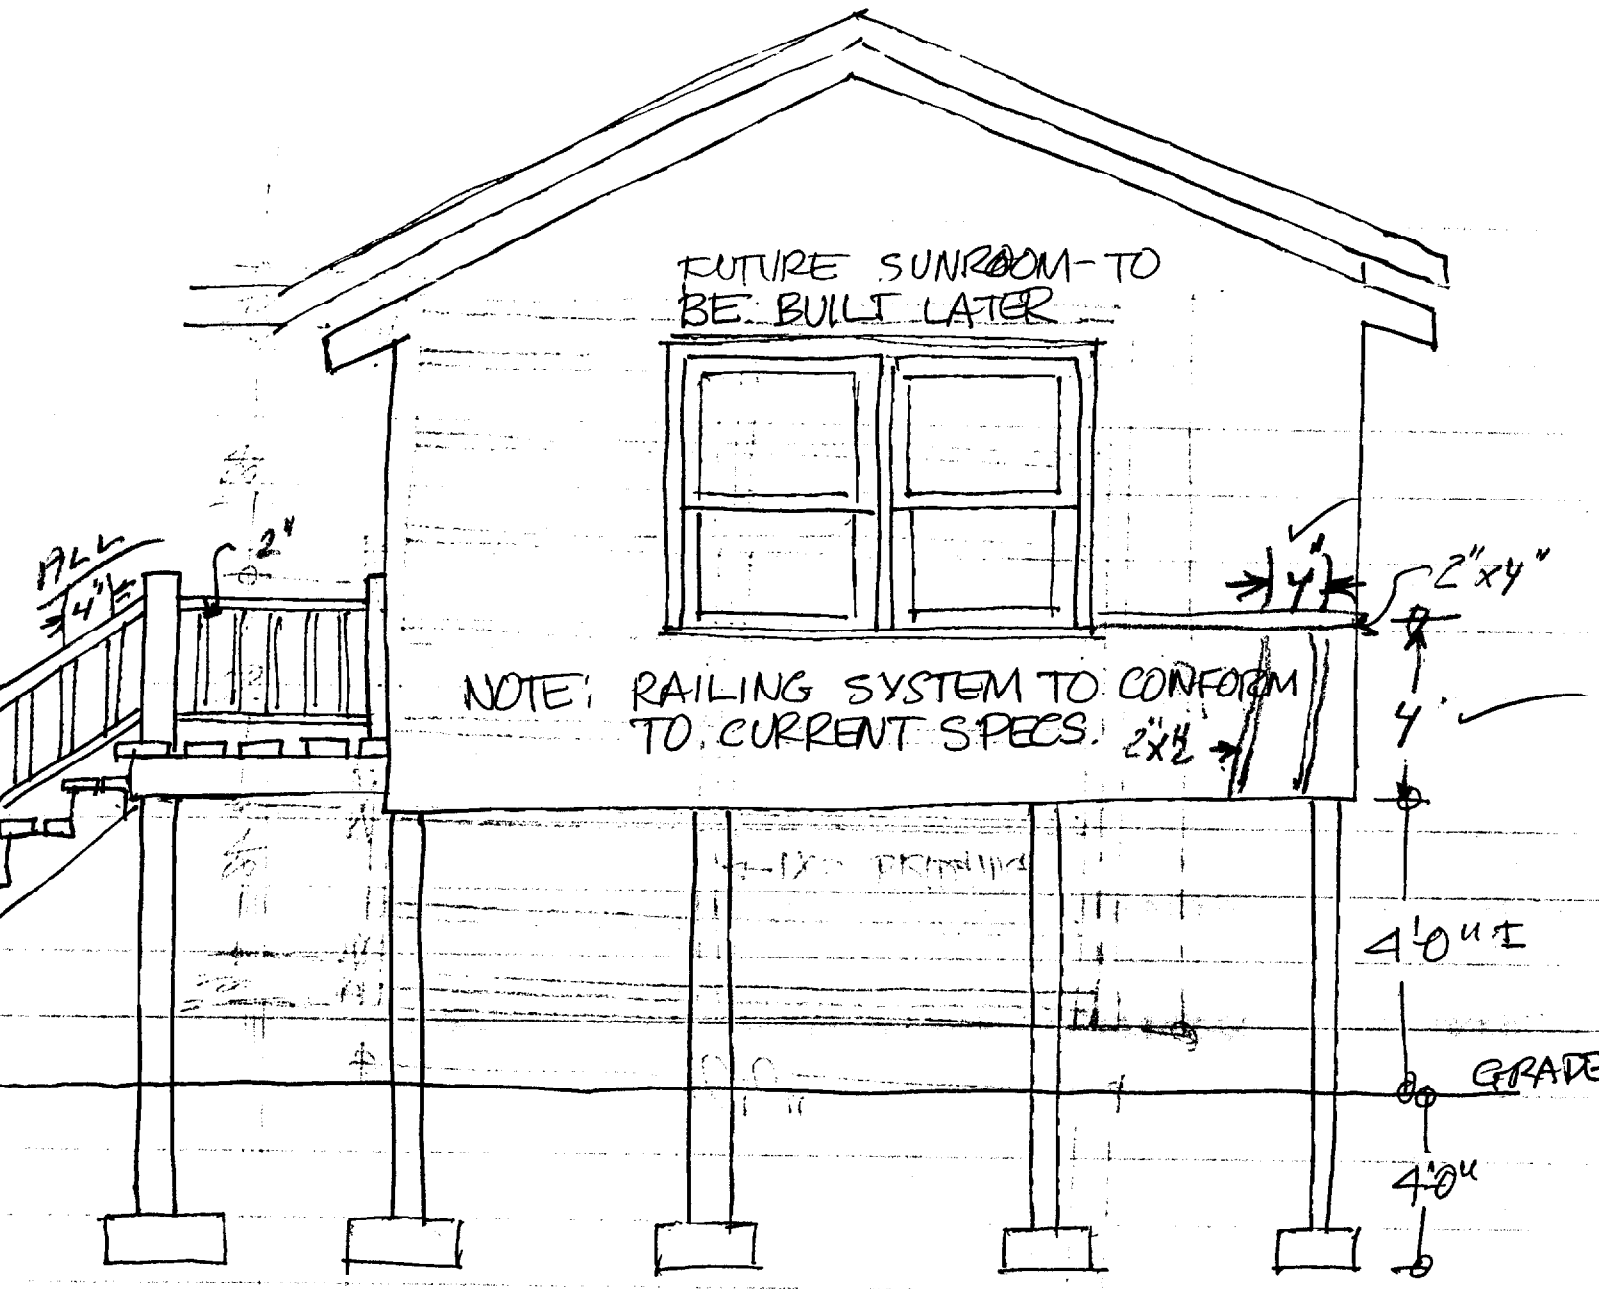 FUTURE SUNROOM-TO
BE BUILT LATER
ALL
4"
2"
4"
2"x4"
NOTE: RAILING SYSTEM TO CONFORM
TO CURRENT SPECS.
2"x4"
4'
4'0" ±
GRADE
4'0"